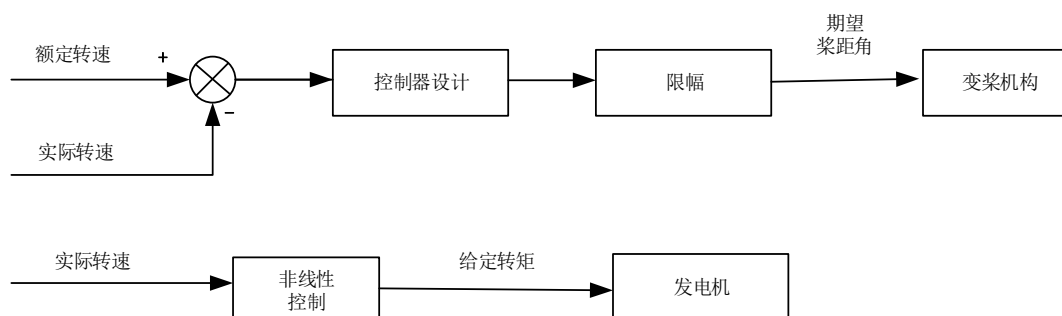 期望
桨距角
额定转速
+
控制器设计
限幅
变桨机构
-
实际转速
实际转速
非线性
控制
给定转矩
发电机